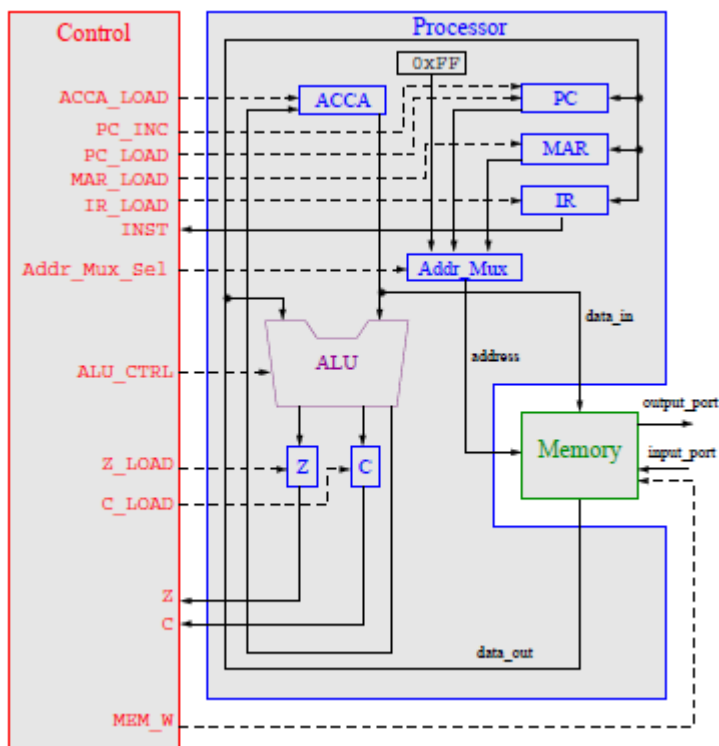 Control
Processor
0xFF
ACCA_LOAD
ACCA
PC
PC_INC
PC_LOAD
MAR
MAR_LOAD
IR_LOAD
IR
INST
Addr_Mux_Sel
Addr_Mux
data_in
address
ALU
ALU_CTRL
output_port
Memory
input_port
Z_LOAD
Z
C
C_LOAD
Z
C
data_out
MEM_W